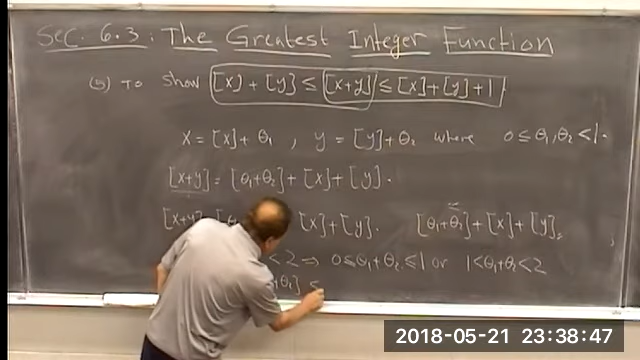 Sec. 6.3: The Greatest Integer Function
To show [x] + [y] ≤ [x+y] ≤ [x] + [y] + 1
x = [x] + θ₁ , y = [y] + θ₂ where 0 ≤ θ₁, θ₂ < 1.
[x+y] = [θ₁+θ₂] + [x] + [y].
[x+y] [x] + [y]. [θ₁+θ₂] + [x] + [y]
< 2 ⇒ 0 ≤ θ₁+θ₂ ≤ 1 or 1 < θ₁+θ₂ < 2
2018-05-21 23:38:47